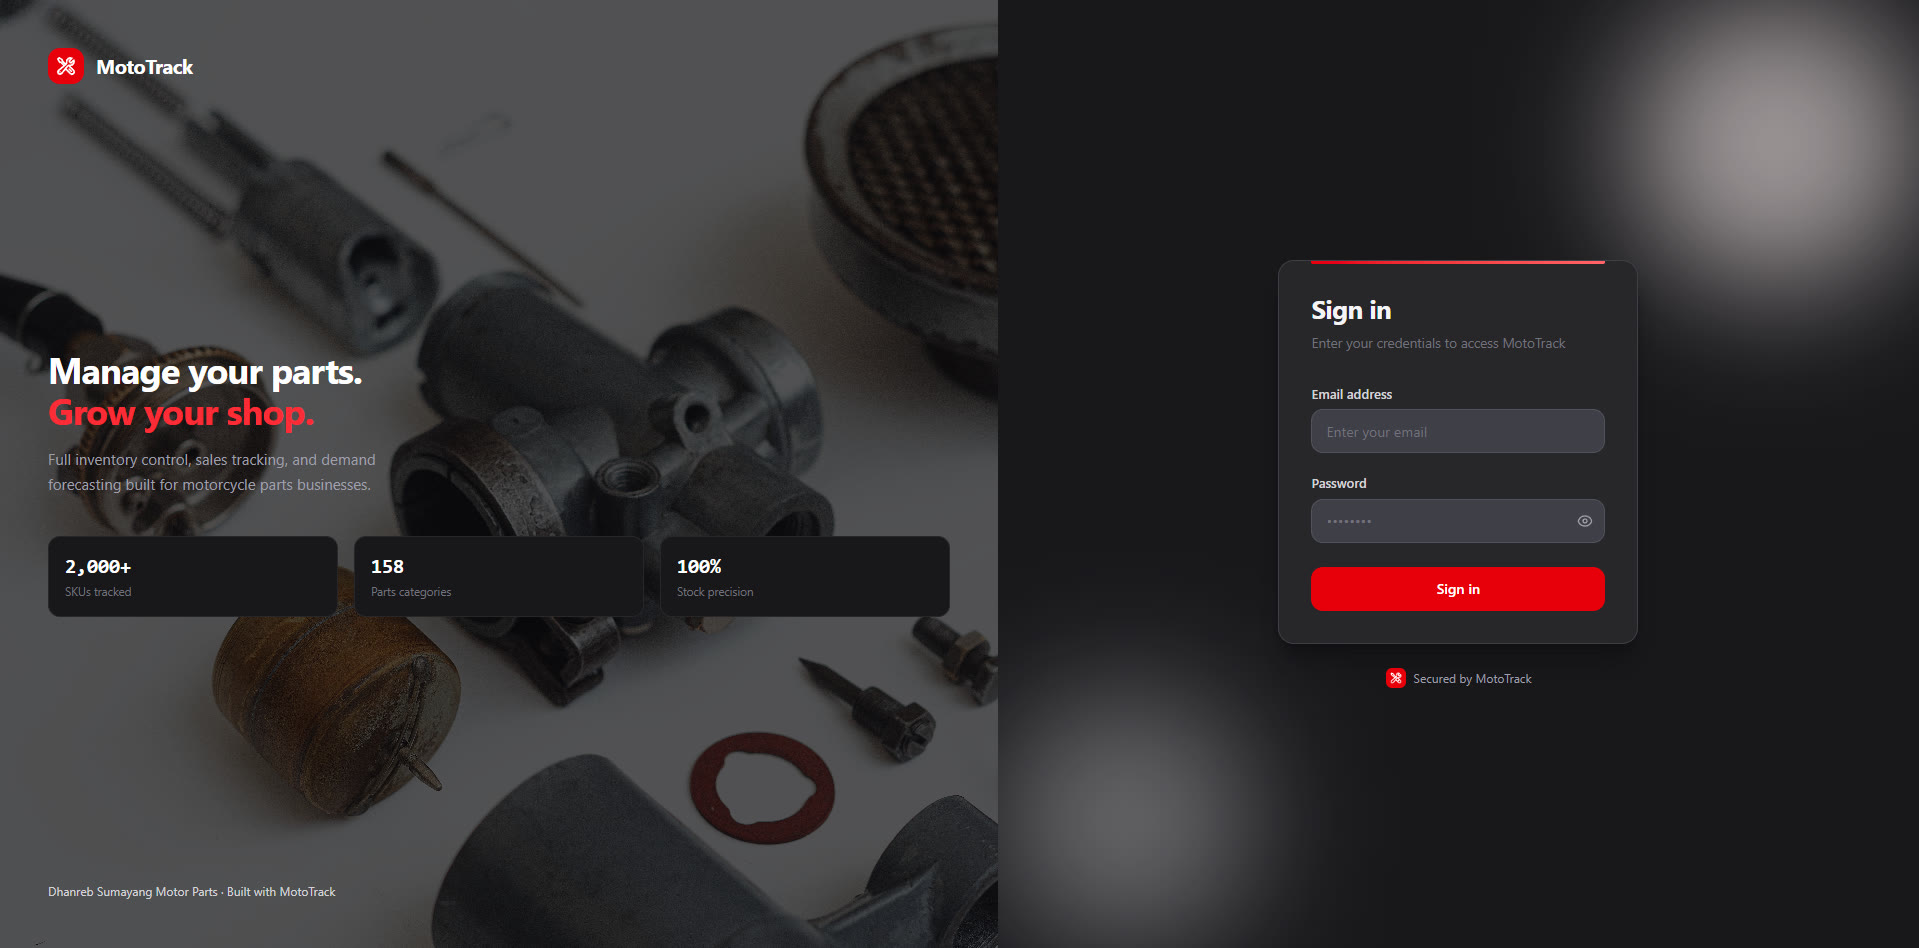 MotoTrack
Manage your parts.
Grow your shop.
Full inventory control, sales tracking, and demand
forecasting built for motorcycle parts businesses.
2,000+
SKUs tracked
158
Parts categories
100%
Stock precision
Dhanreb Sumayang Motor Parts · Built with MotoTrack
Sign in
Enter your credentials to access MotoTrack
Email address
Enter your email
Password
••••••••
Sign in
Secured by MotoTrack